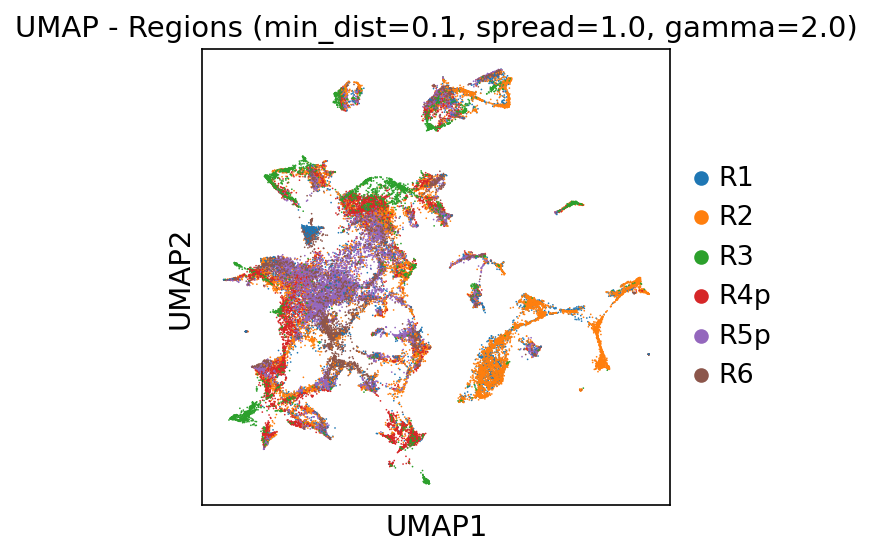 UMAP - Regions (min_dist=0.1, spread=1.0, gamma=2.0)
UMAP2
R1
R2
R3
R4p
R5p
R6
UMAP1